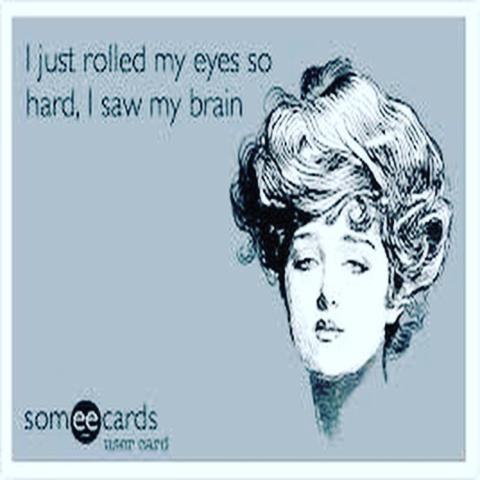 I just rolled my eyes so
hard, I saw my brain
someecards
user card